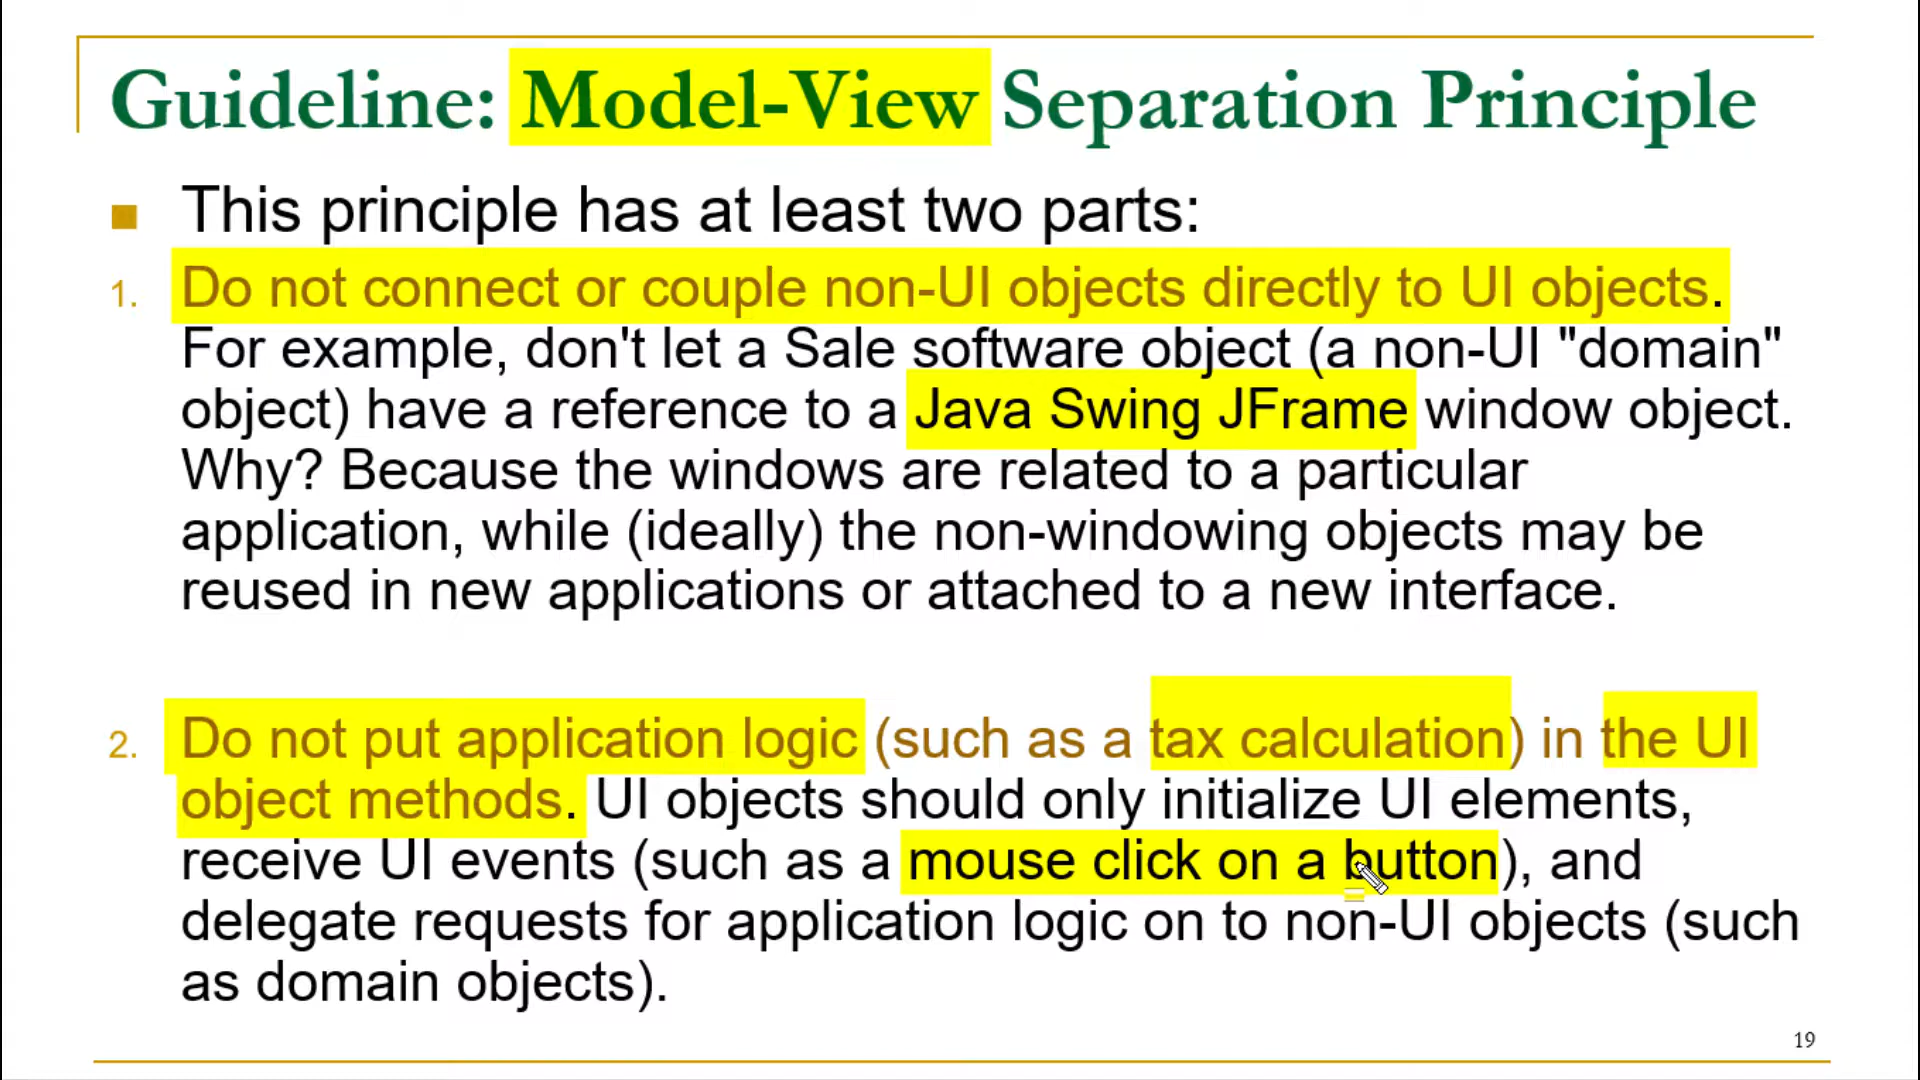 Guideline: Model-View Separation Principle
This principle has at least two parts:
1. Do not connect or couple non-UI objects directly to UI objects.
For example, don't let a Sale software object (a non-UI "domain"
object) have a reference to a Java Swing JFrame window object.
Why? Because the windows are related to a particular
application, while (ideally) the non-windowing objects may be
reused in new applications or attached to a new interface.
2. Do not put application logic (such as a tax calculation) in the UI
object methods. UI objects should only initialize UI elements,
receive UI events (such as a mouse click on a button), and
delegate requests for application logic on to non-UI objects (such
as domain objects).
19